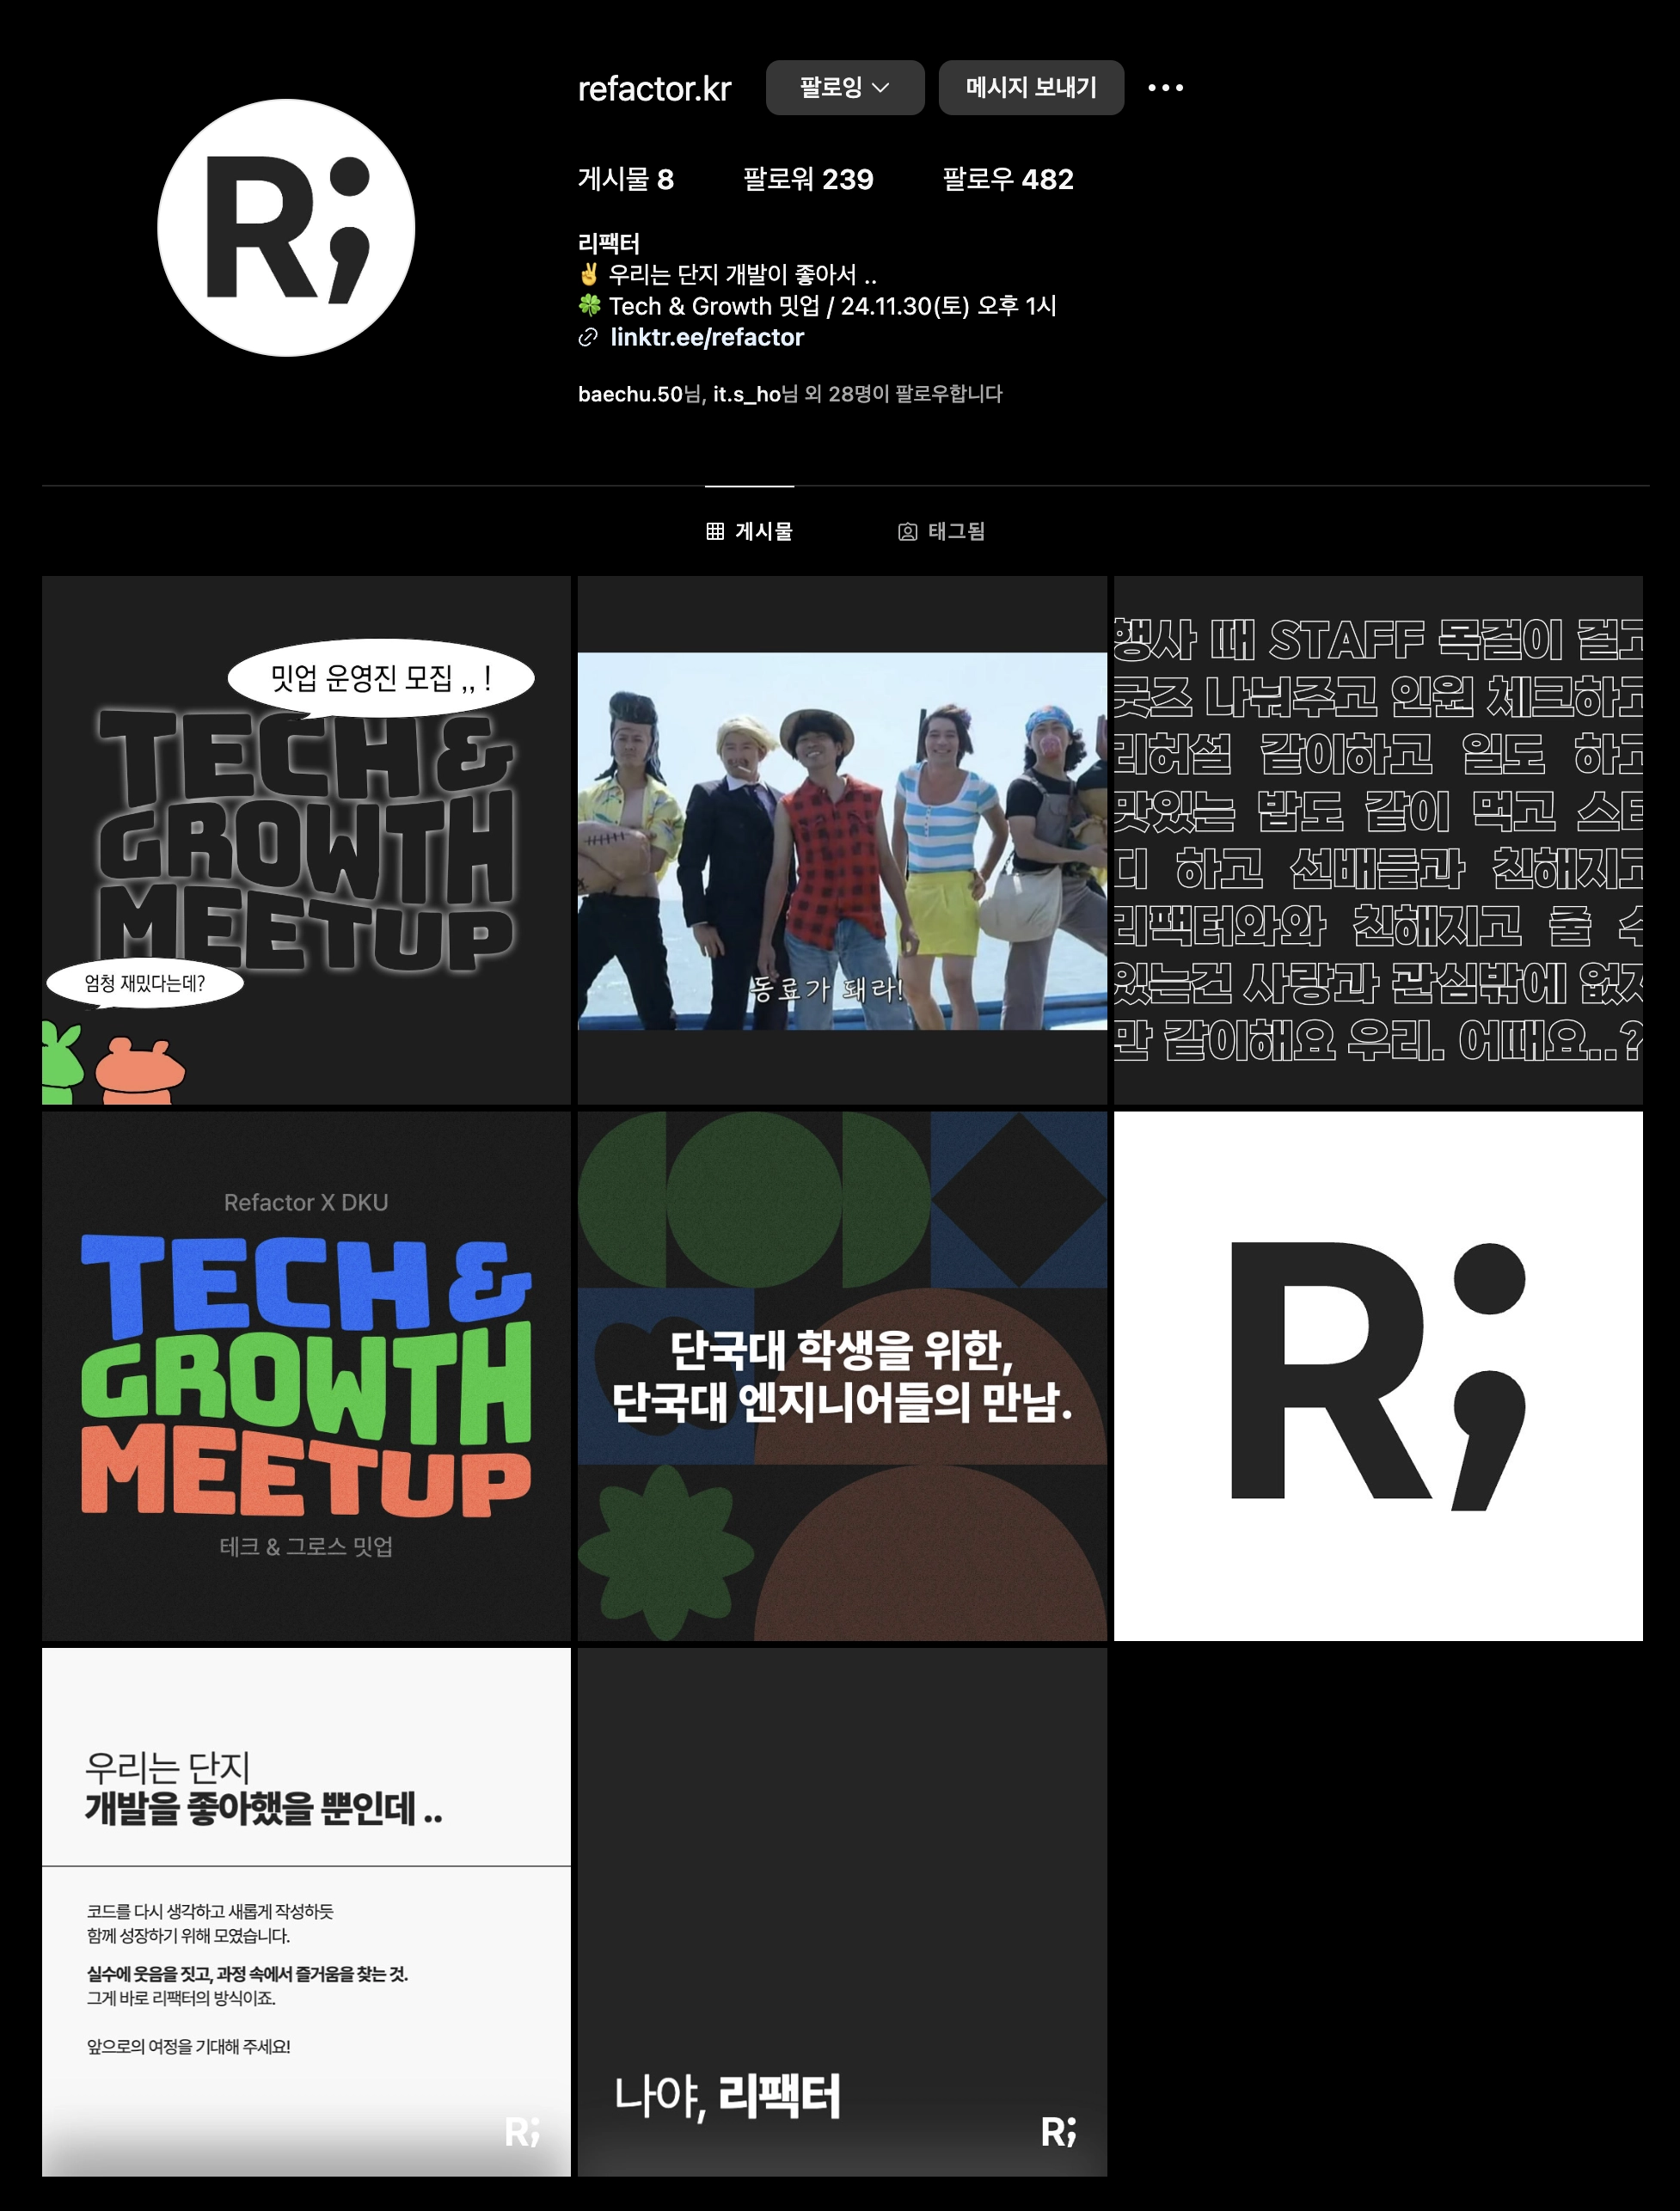 refactor.kr 팔로잉 메시지 보내기
게시물 8 팔로워 239 팔로우 482
리팩터
✌️ 우리는 단지 개발이 좋아서 ..
🍀 Tech & Growth 밋업 / 24.11.30(토) 오후 1시
linktr.ee/refactor
baechu.50님, it.s_ho님 외 28명이 팔로우합니다
게시물 태그됨
밋업 운영진 모집 ,, !
TECH &
GROWTH
MEETUP
엄청 재밌다는데?
동료가 돼라!
행사 때 STAFF 목걸이 걸고
굿즈 나눠주고 인원 체크하고
리허설 같이하고 일도 하고
맛있는 밥도 같이 먹고 스터
디 하고 선배들과 친해지고
리팩터와와 친해지고 줄 수
있는건 사랑과 관심밖에 없지
만 같이해요 우리. 어때요..?
Refactor X DKU
TECH &
GROWTH
MEETUP
테크 & 그로스 밋업
단국대 학생을 위한,
단국대 엔지니어들의 만남.
R;
우리는 단지
개발을 좋아했을 뿐인데 ..
코드를 다시 생각하고 새롭게 작성하듯
함께 성장하기 위해 모였습니다.
실수에 웃음을 짓고, 과정 속에서 즐거움을 찾는 것.
그게 바로 리팩터의 방식이죠.
앞으로의 여정을 기대해 주세요!
R;
나야, 리팩터
R;